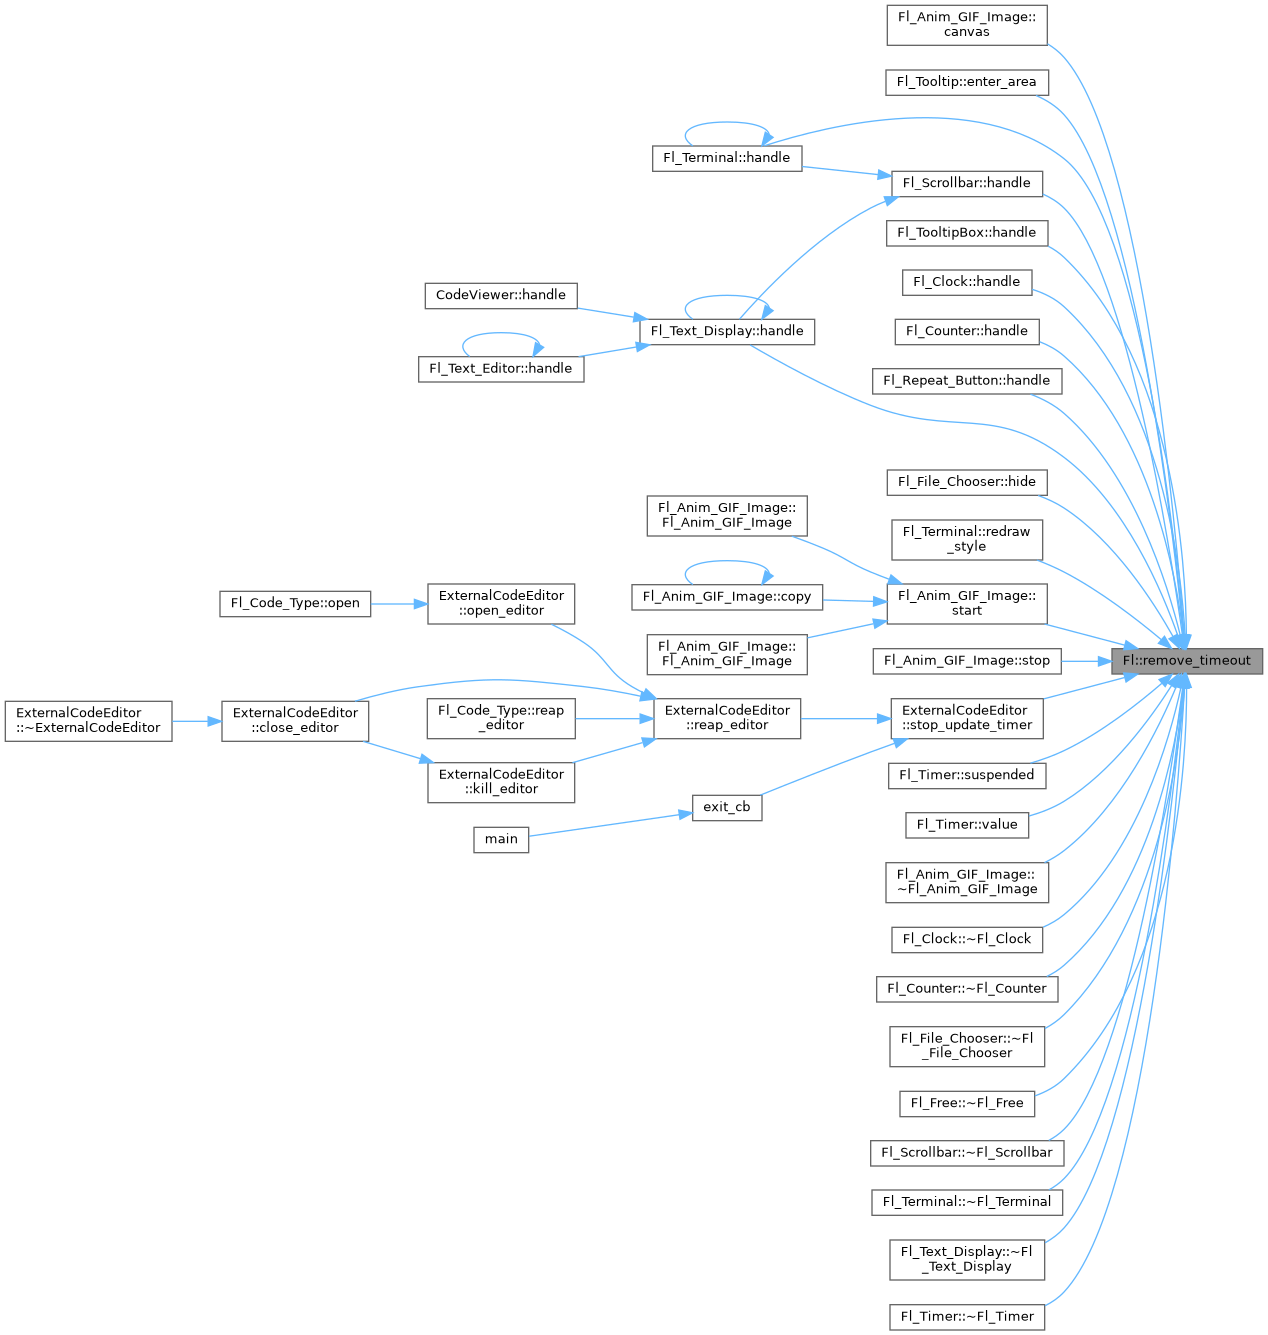 Fl_Anim_GIF_Image::
canvas
Fl_Tooltip::enter_area
Fl_Terminal::handle
Fl_Scrollbar::handle
Fl_TooltipBox::handle
Fl_Clock::handle
CodeViewer::handle
Fl_Text_Display::handle
Fl_Counter::handle
Fl_Text_Editor::handle
Fl_Repeat_Button::handle
Fl_File_Chooser::hide
Fl_Anim_GIF_Image::
Fl_Anim_GIF_Image
Fl_Terminal::redraw
_style
Fl_Code_Type::open
ExternalCodeEditor
::open_editor
Fl_Anim_GIF_Image::copy
Fl_Anim_GIF_Image::
start
Fl_Anim_GIF_Image::
Fl_Anim_GIF_Image
Fl_Anim_GIF_Image::stop
Fl::remove_timeout
ExternalCodeEditor
::~ExternalCodeEditor
ExternalCodeEditor
::close_editor
Fl_Code_Type::reap
_editor
ExternalCodeEditor
::reap_editor
ExternalCodeEditor
::stop_update_timer
ExternalCodeEditor
::kill_editor
Fl_Timer::suspended
exit_cb
main
Fl_Timer::value
Fl_Anim_GIF_Image::
~Fl_Anim_GIF_Image
Fl_Clock::~Fl_Clock
Fl_Counter::~Fl_Counter
Fl_File_Chooser::~Fl
_File_Chooser
Fl_Free::~Fl_Free
Fl_Scrollbar::~Fl_Scrollbar
Fl_Terminal::~Fl_Terminal
Fl_Text_Display::~Fl
_Text_Display
Fl_Timer::~Fl_Timer